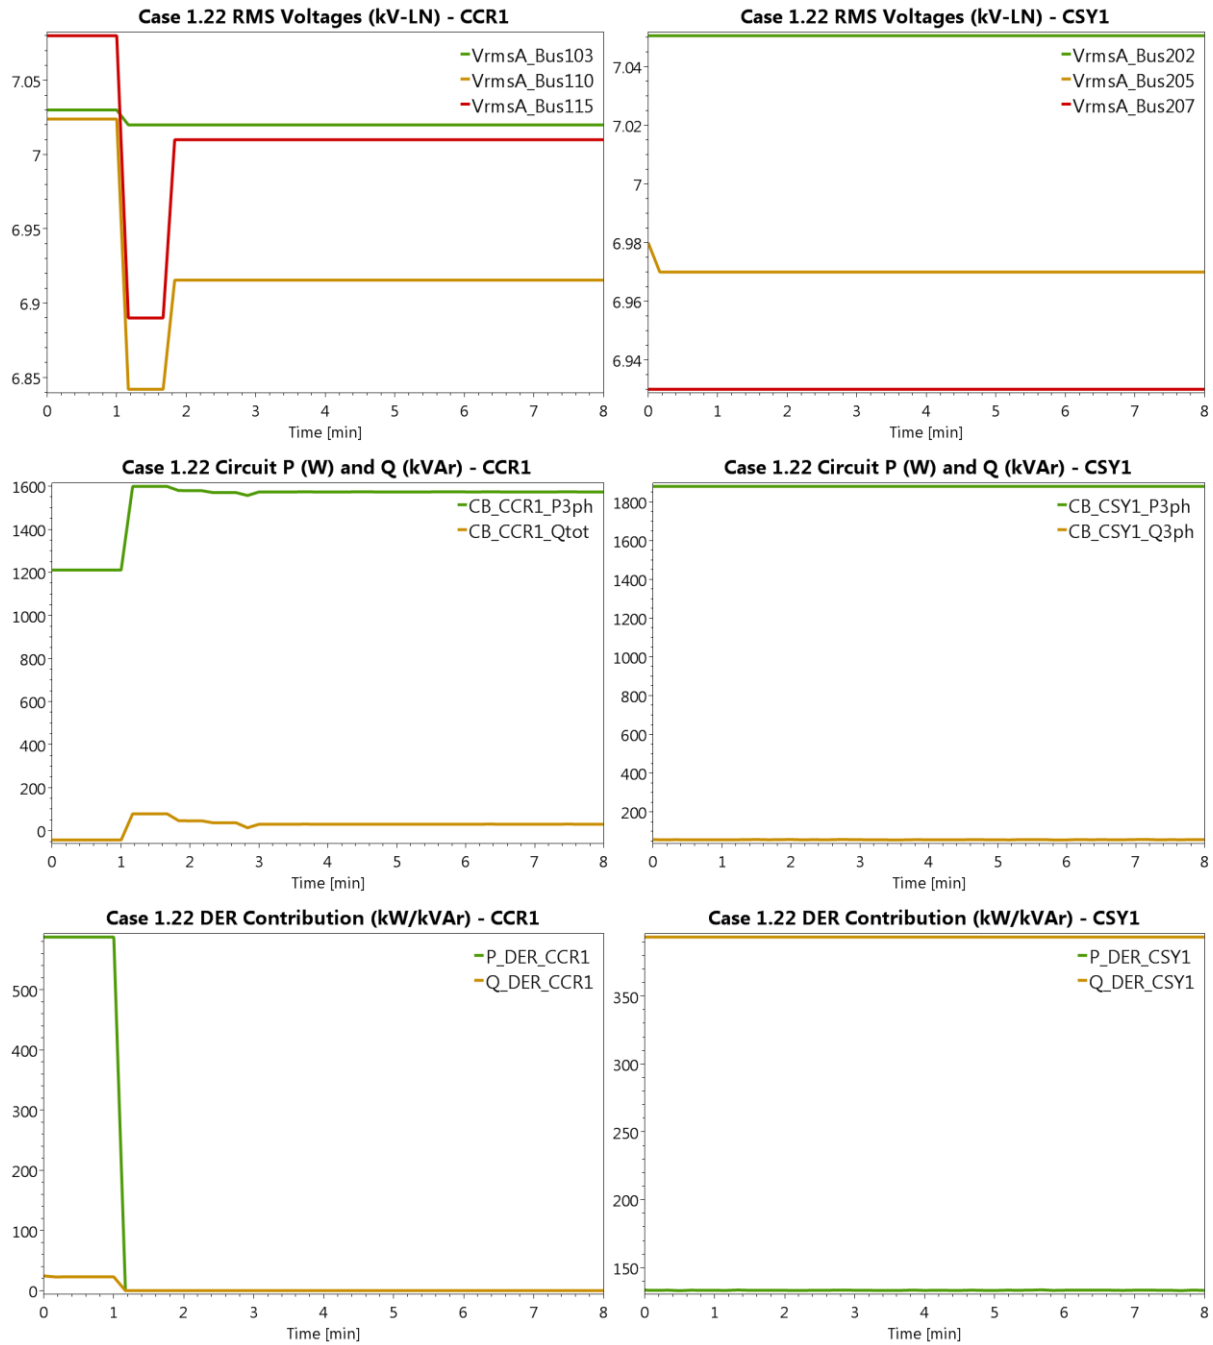 Case 1.22 RMS Voltages (kV-LN) - CCR1
VrmsA_Bus103
VrmsA_Bus110
VrmsA_Bus115
7.05
7
6.95
6.9
6.85
0 1 2 3 4 5 6 7 8
Time [min]
Case 1.22 RMS Voltages (kV-LN) - CSY1
VrmsA_Bus202
VrmsA_Bus205
VrmsA_Bus207
7.04
7.02
7
6.98
6.96
6.94
0 1 2 3 4 5 6 7 8
Time [min]
Case 1.22 Circuit P (W) and Q (kVAr) - CCR1
CB_CCR1_P3ph
CB_CCR1_Qtot
1600
1400
1200
1000
800
600
400
200
0
0 1 2 3 4 5 6 7 8
Time [min]
Case 1.22 Circuit P (W) and Q (kVAr) - CSY1
CB_CSY1_P3ph
CB_CSY1_Q3ph
1800
1600
1400
1200
1000
800
600
400
200
0 1 2 3 4 5 6 7 8
Time [min]
Case 1.22 DER Contribution (kW/kVAr) - CCR1
P_DER_CCR1
Q_DER_CCR1
500
400
300
200
100
0
0 1 2 3 4 5 6 7 8
Time [min]
Case 1.22 DER Contribution (kW/kVAr) - CSY1
P_DER_CSY1
Q_DER_CSY1
350
300
250
200
150
0 1 2 3 4 5 6 7 8
Time [min]